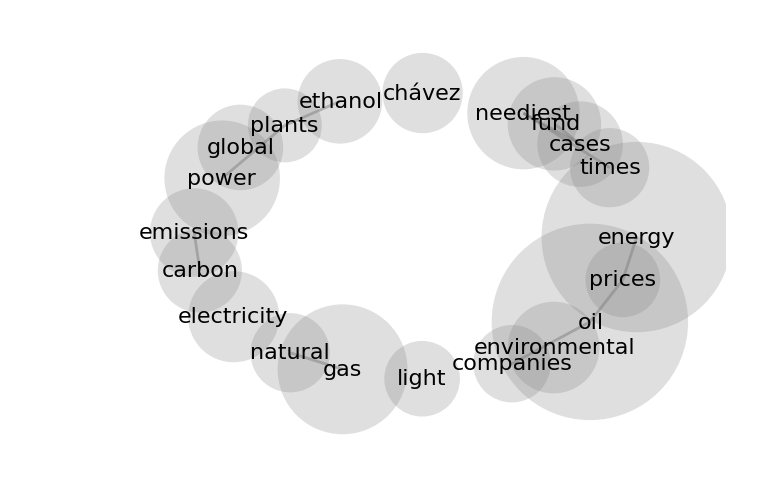 chávez
ethanol
neediest
fund
plants
cases
global
times
power
emissions
energy
carbon
prices
electricity
oil
environmental
natural
companies
gas
light